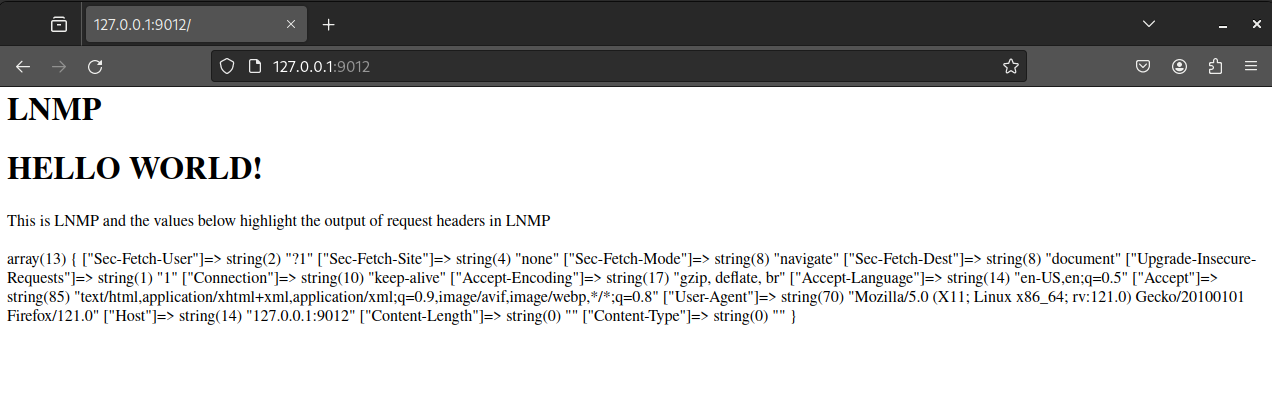 127.0.0.1:9012/
127.0.0.1:9012
LNMP
HELLO WORLD!
This is LNMP and the values below highlight the output of request headers in LNMP
array(13) { ["Sec-Fetch-User"]=> string(2) "?1" ["Sec-Fetch-Site"]=> string(4) "none" ["Sec-Fetch-Mode"]=> string(8) "navigate" ["Sec-Fetch-Dest"]=> string(8) "document" ["Upgrade-Insecure-
Requests"]=> string(1) "1" ["Connection"]=> string(10) "keep-alive" ["Accept-Encoding"]=> string(17) "gzip, deflate, br" ["Accept-Language"]=> string(14) "en-US,en;q=0.5" ["Accept"]=>
string(85) "text/html,application/xhtml+xml,application/xml;q=0.9,image/avif,image/webp,*/*;q=0.8" ["User-Agent"]=> string(70) "Mozilla/5.0 (X11; Linux x86_64; rv:121.0) Gecko/20100101
Firefox/121.0" ["Host"]=> string(14) "127.0.0.1:9012" ["Content-Length"]=> string(0) "" ["Content-Type"]=> string(0) "" }